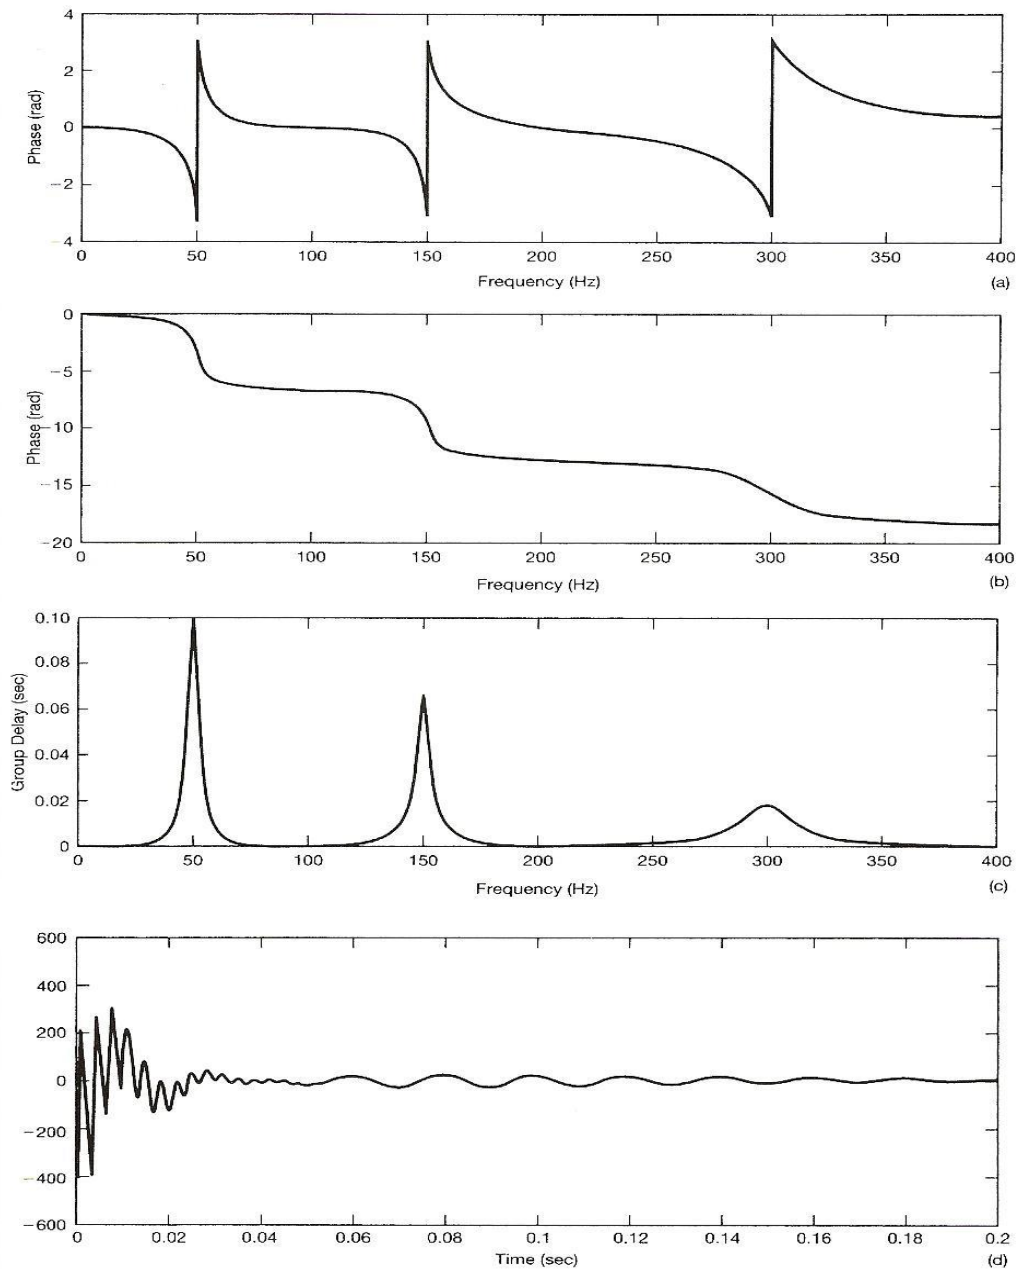 4
2
0
−2
−4
Phase (rad)
0 50 100 150 200 250 300 350 400
Frequency (Hz)
(a)
0
−5
−10
−15
−20
Phase (rad)
0 50 100 150 200 250 300 350 400
Frequency (Hz)
(b)
0.10
0.08
0.06
0.04
0.02
0
Group Delay (sec)
0 50 100 150 200 250 300 350 400
Frequency (Hz)
(c)
600
400
200
0
−200
−400
−600
0 0.02 0.04 0.06 0.08 0.1 0.12 0.14 0.16 0.18 0.2
Time (sec)
(d)